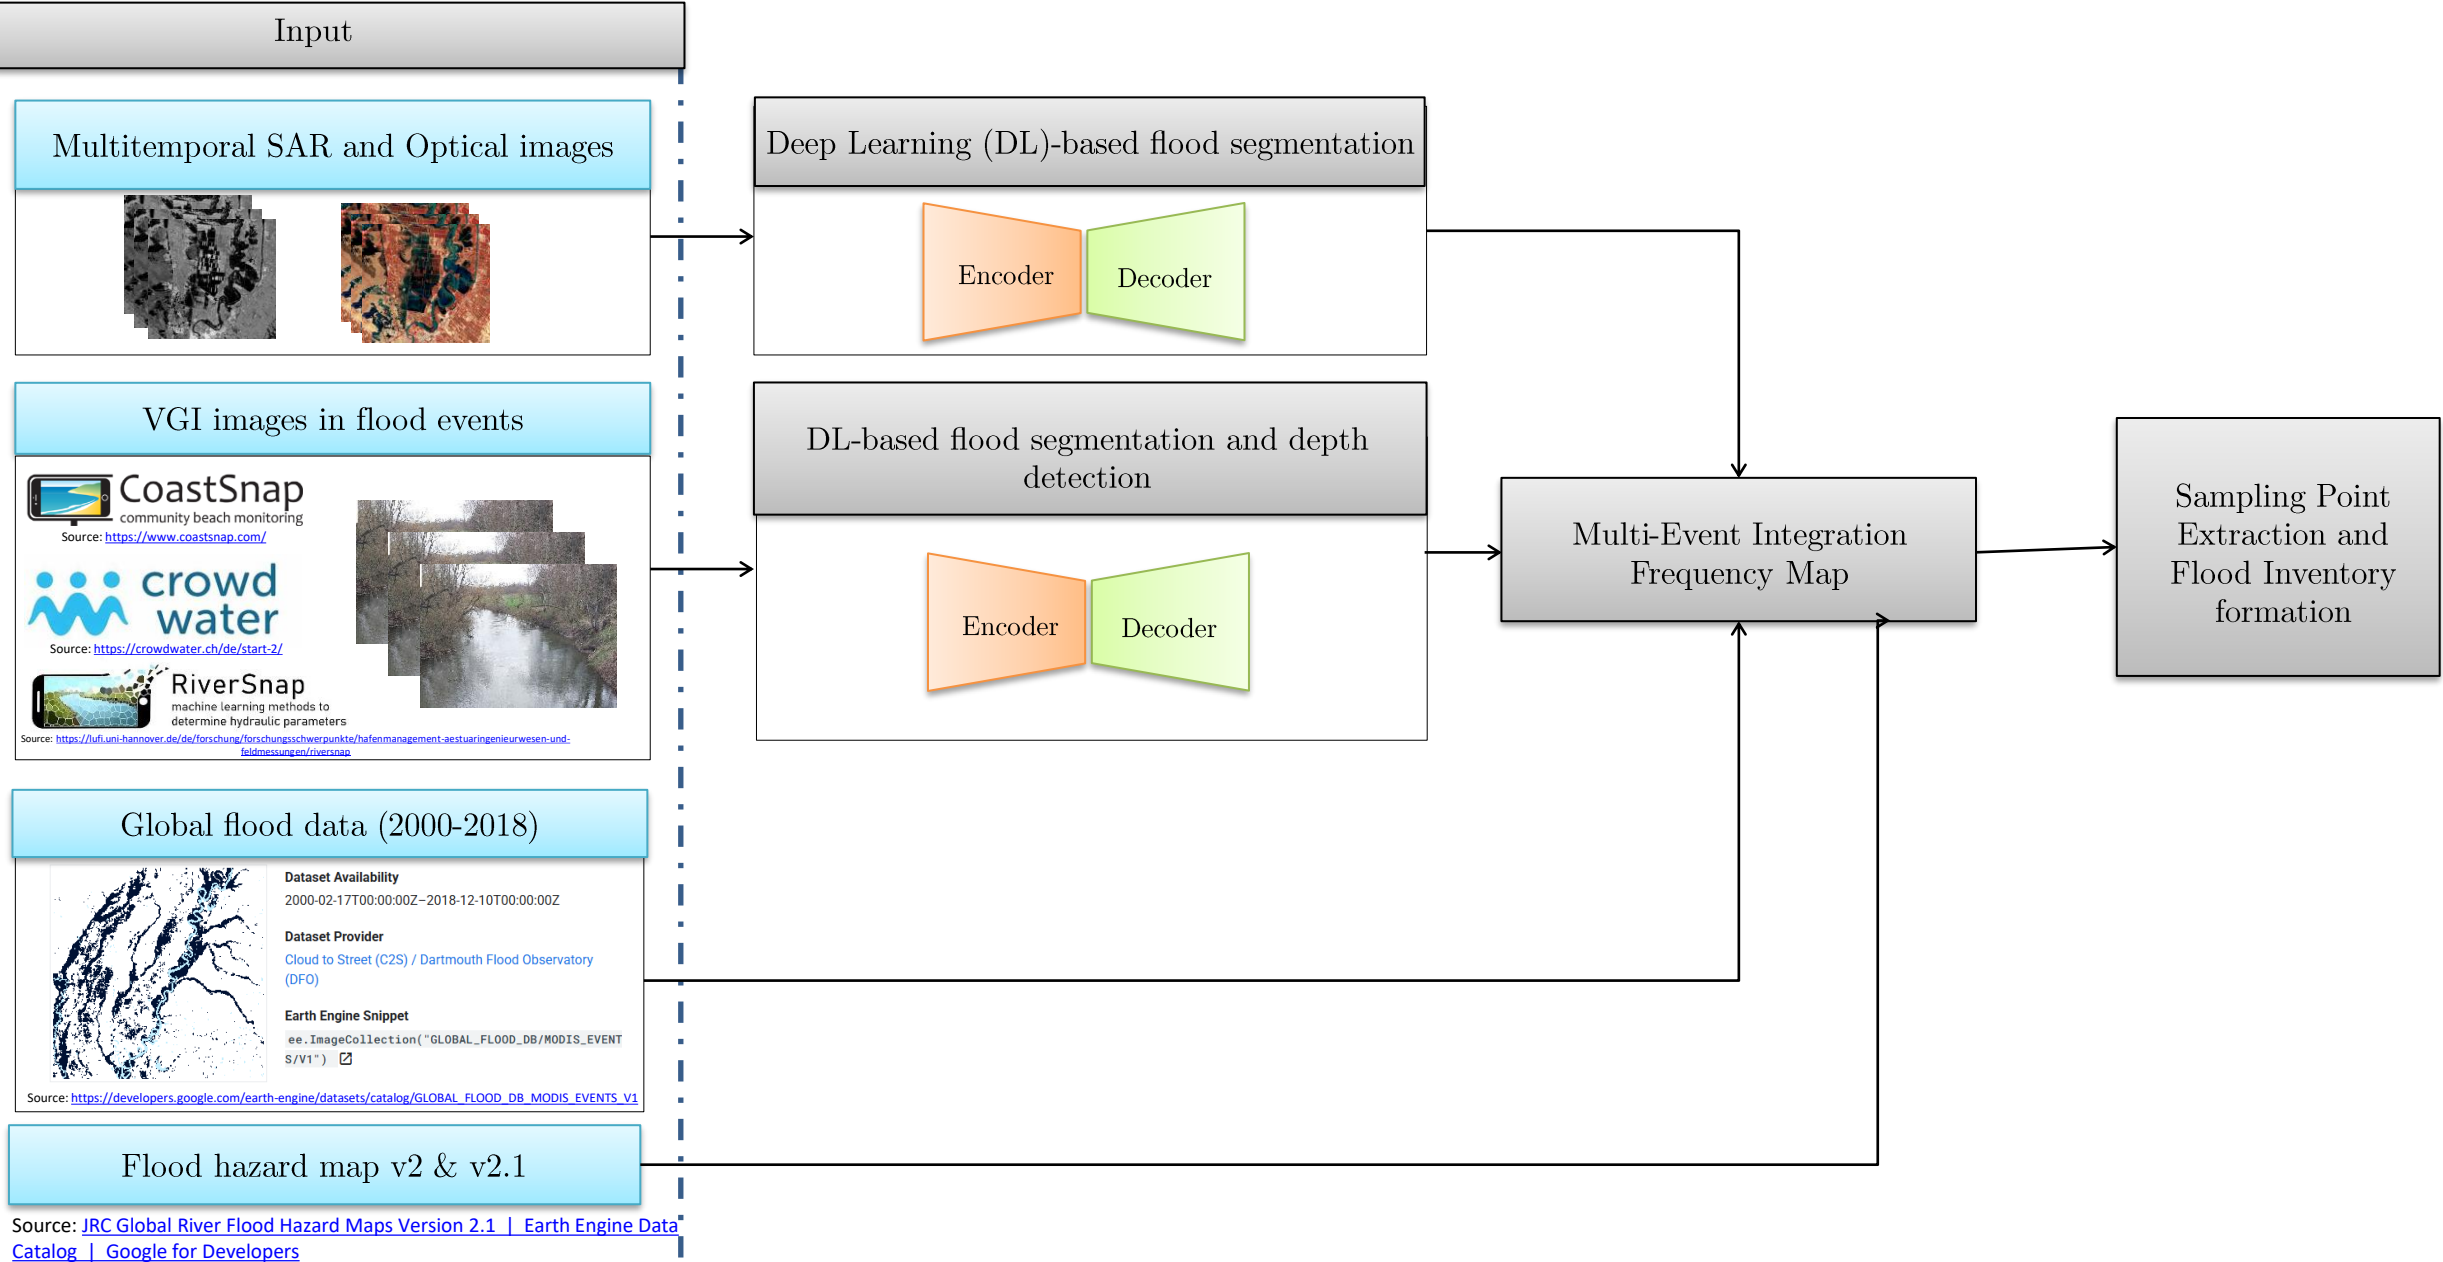 Input
Multitemporal SAR and Optical images
Deep Learning (DL)-based flood segmentation
Encoder
Decoder
VGI images in flood events
CoastSnap
community beach monitoring
Source: https://www.coastsnap.com/
crowd
water
Source: https://crowdwater.ch/de/start-2/
RiverSnap
machine learning methods to
determine hydraulic parameters
Source: https://lufi.uni-hannover.de/de/forschung/forschungsschwerpunkte/hafenmanagement-aestuaringenieurwesen-und-
feldmessungen/riversnap
DL-based flood segmentation and depth
detection
Encoder
Decoder
Multi-Event Integration
Frequency Map
Sampling Point
Extraction and
Flood Inventory
formation
Global flood data (2000-2018)
Dataset Availability
2000-02-17T00:00:00Z–2018-12-10T00:00:00Z
Dataset Provider
Cloud to Street (C2S) / Dartmouth Flood Observatory
(DFO)
Earth Engine Snippet
ee.ImageCollection("GLOBAL_FLOOD_DB/MODIS_EVENT
S/V1")
Source: https://developers.google.com/earth-engine/datasets/catalog/GLOBAL_FLOOD_DB_MODIS_EVENTS_V1
Flood hazard map v2 & v2.1
Source: JRC Global River Flood Hazard Maps Version 2.1 | Earth Engine Data
Catalog | Google for Developers